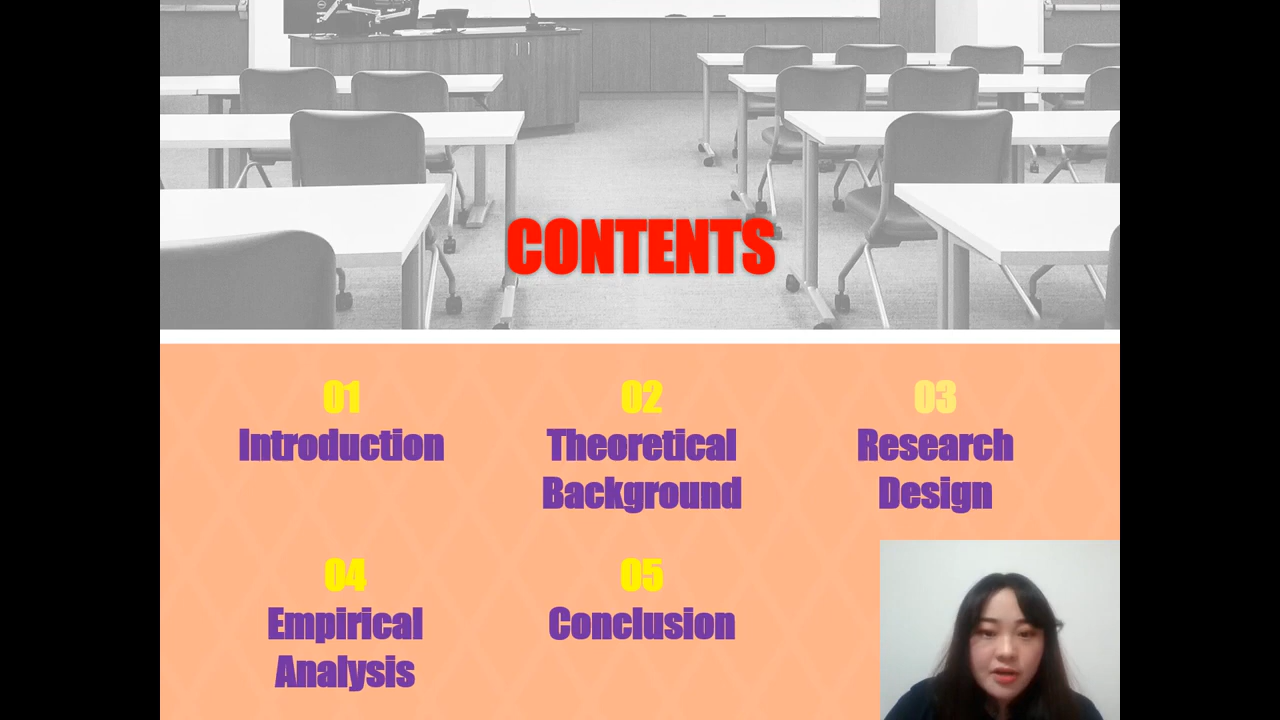 CONTENTS
01
Introduction
02
Theoretical
Background
03
Research
Design
04
Empirical
Analysis
05
Conclusion